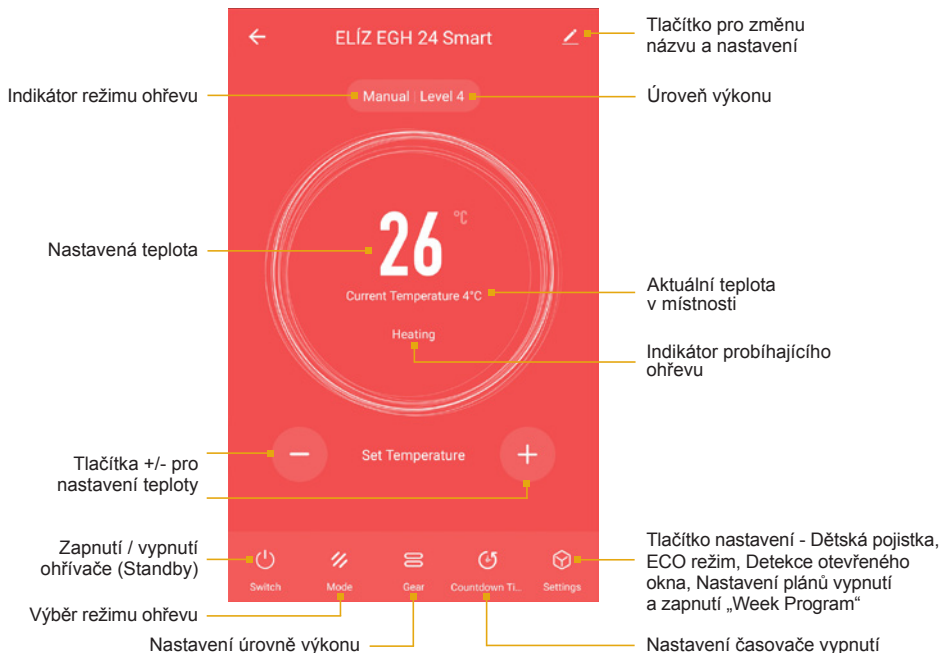 Tlačítko pro změnu
názvu a nastavení
ELÍZ EGH 24 Smart
Indikátor režimu ohřevu
Manual | Level 4
Úroveň výkonu
Nastavená teplota
26 °C
Current Temperature 4°C
Aktuální teplota
v místnosti
Heating
Indikátor probíhajícího
ohřevu
Tlačítka +/- pro
nastavení teploty
− Set Temperature +
Zapnutí / vypnutí
ohřívače (Standby)
Switch Mode Gear Countdown Ti... Settings
Tlačítko nastavení - Dětská pojistka,
ECO režim, Detekce otevřeného
okna, Nastavení plánů vypnutí
a zapnutí „Week Program“
Výběr režimu ohřevu
Nastavení úrovně výkonu
Nastavení časovače vypnutí